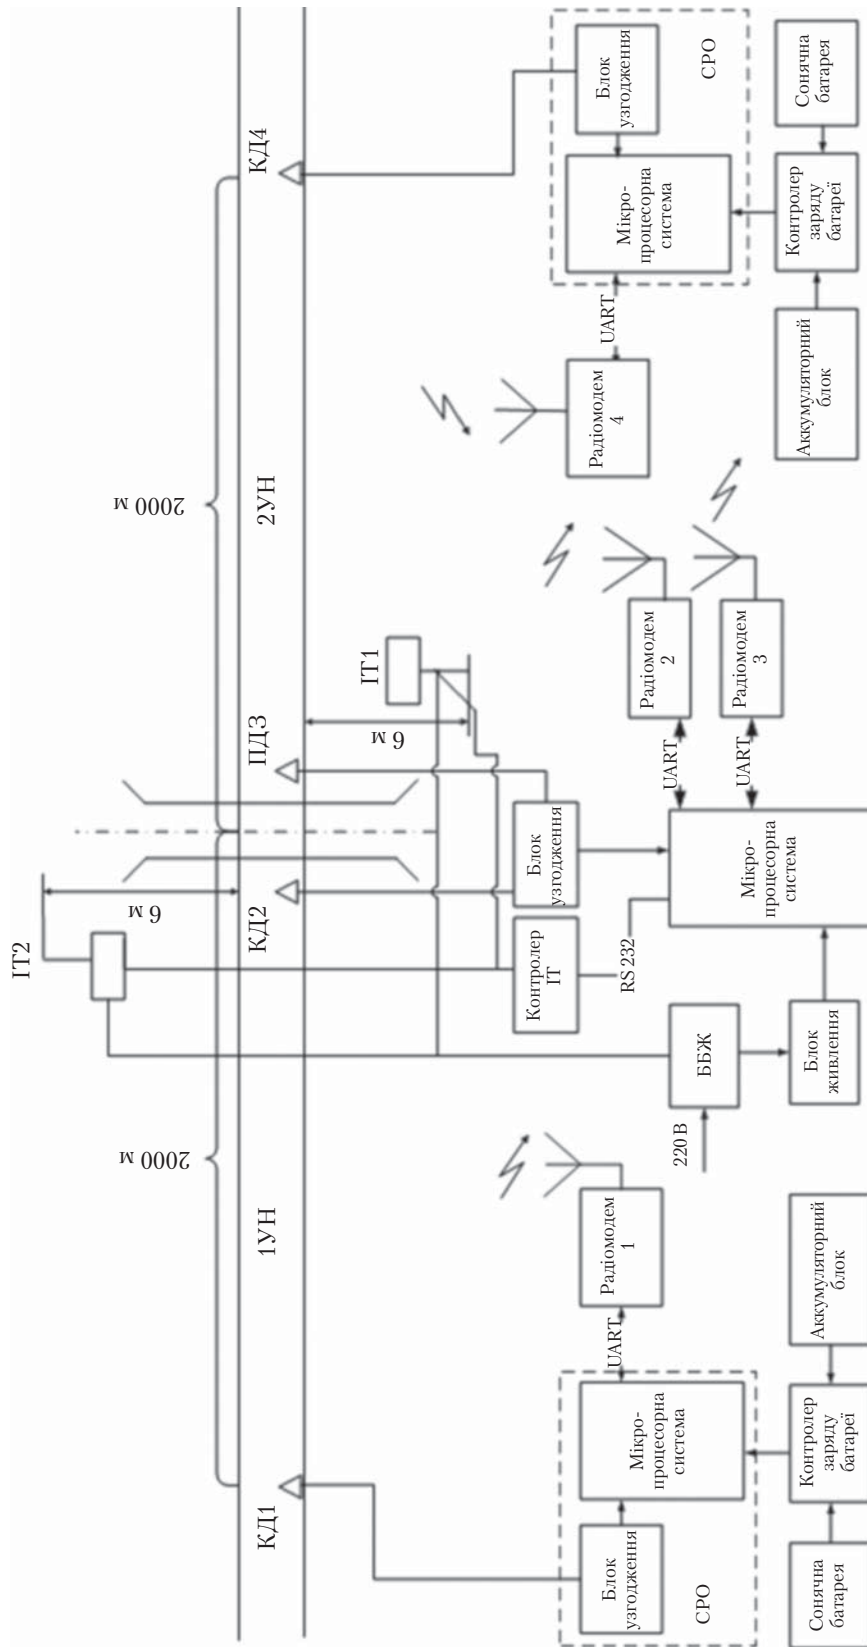 ІТ2
6 м
2000 м
2000 м
КД1
1УН
КД2
ПД3
2УН
КД4
6 м
ІТ1
Блок
узгодження
СРО
Мікро-
процесорна
система
UART
Радіомодем
1
Сонячна
батарея
Контролер
заряду
батареї
Аккумуляторний
блок
220 В
ББЖ
Блок
живлення
Контролер
ІТ
RS 232
Блок
узгодження
Мікро-
процесорна
система
UART
UART
Радіомодем
2
Радіомодем
3
Радіомодем
4
UART
Мікро-
процесорна
система
Блок
узгодження
СРО
Аккумуляторний
блок
Контролер
заряду
батареї
Сонячна
батарея